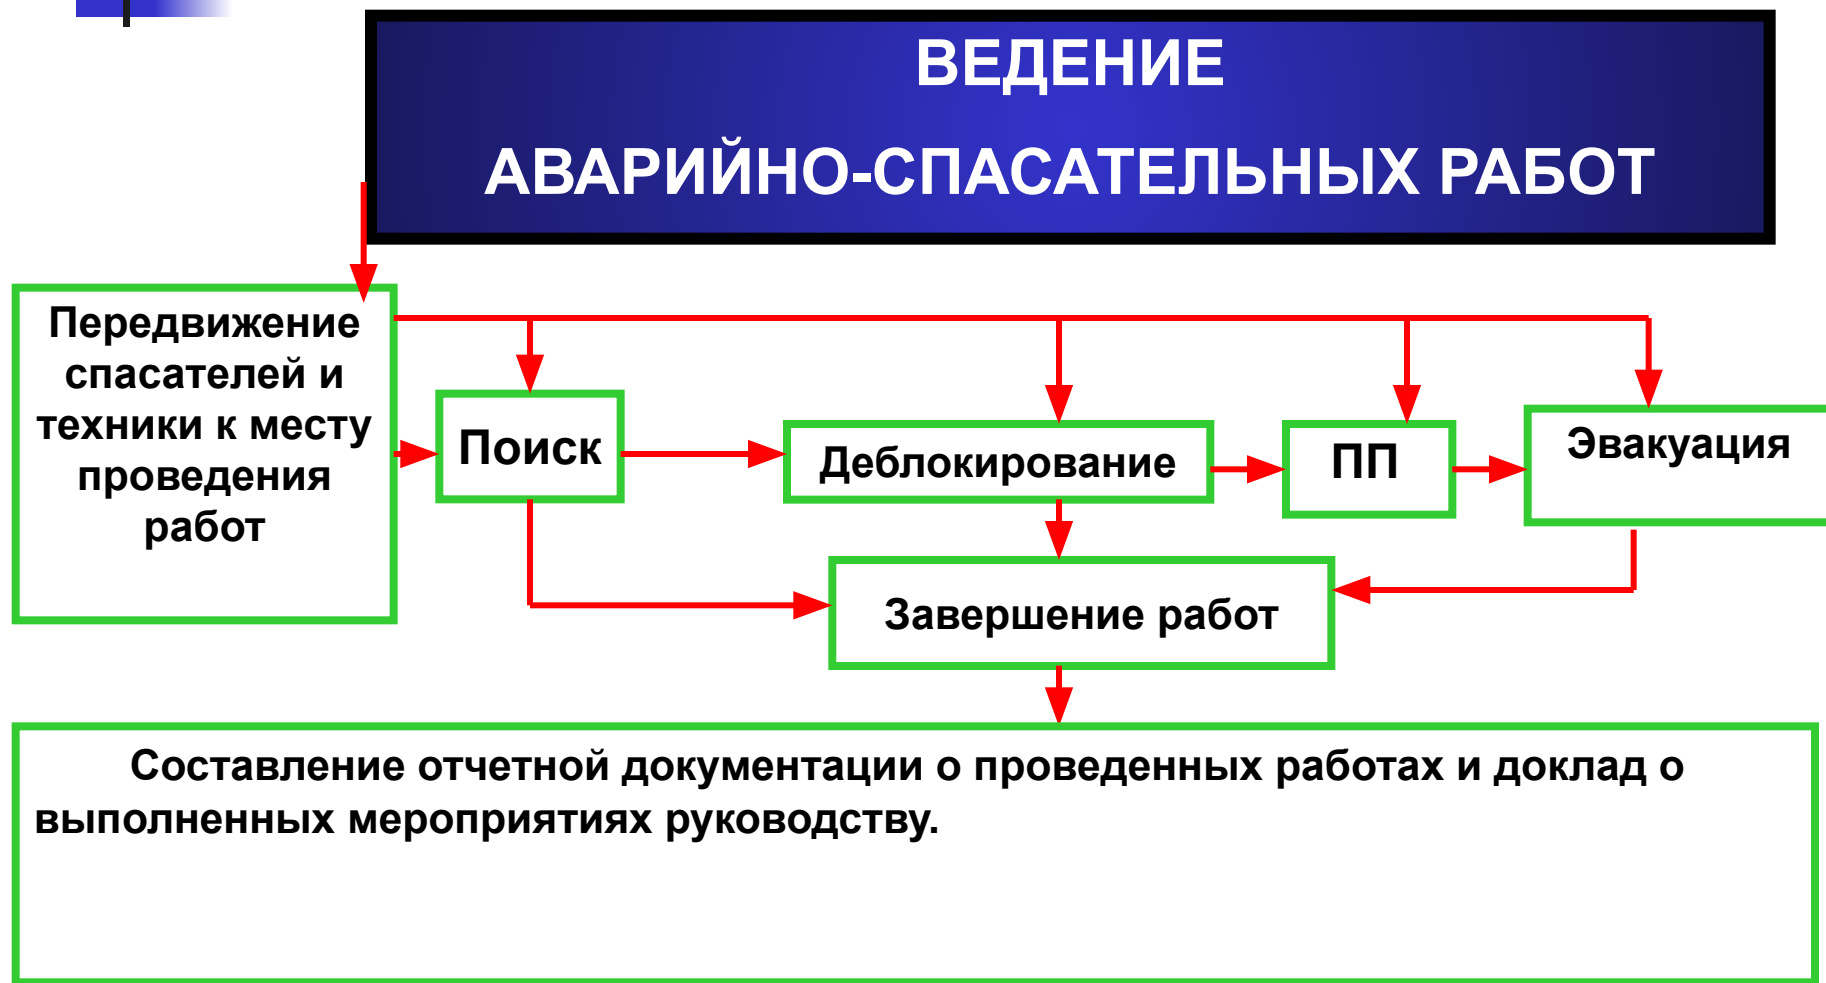 ВЕДЕНИЕ
АВАРИЙНО-СПАСАТЕЛЬНЫХ РАБОТ
Передвижение
спасателей и
техники к месту
проведения
работ
Поиск
Деблокирование
ПП
Эвакуация
Завершение работ
Составление отчетной документации о проведенных работах и доклад о
выполненных мероприятиях руководству.